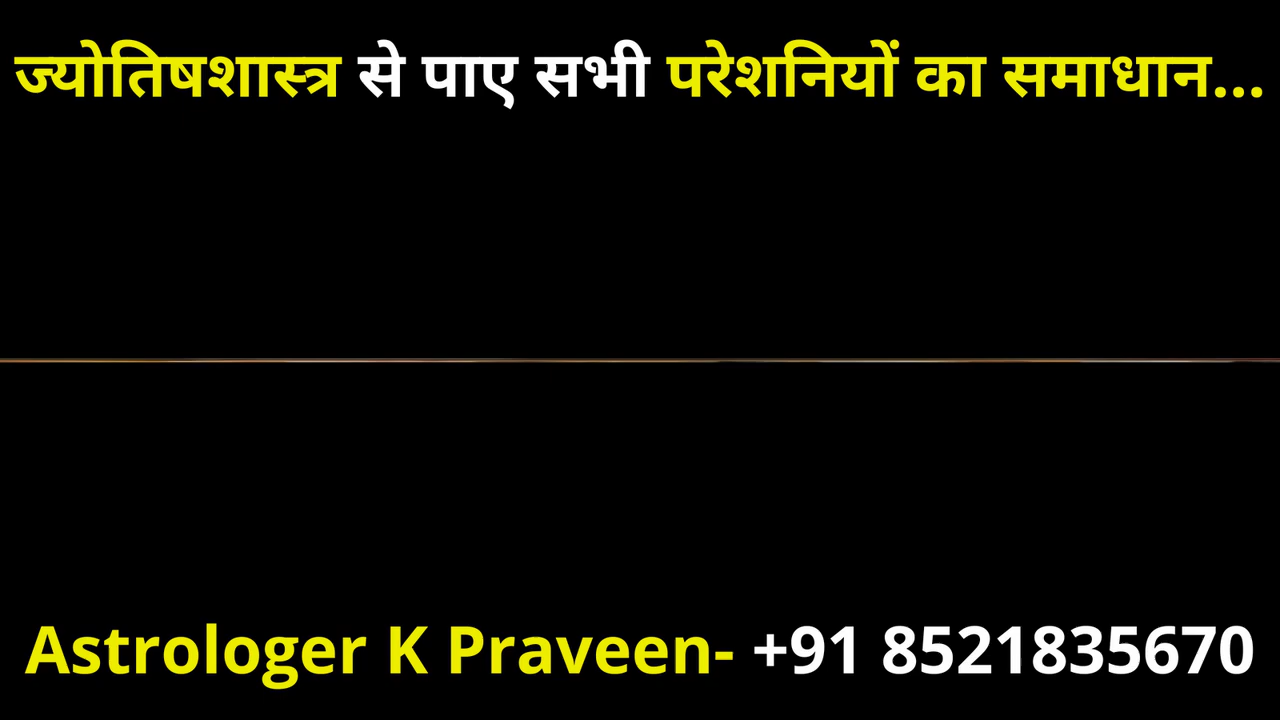 ज्योतिषशास्त्र से पाए सभी परेशनियों का समाधान...
Astrologer K Praveen- +91 8521835670